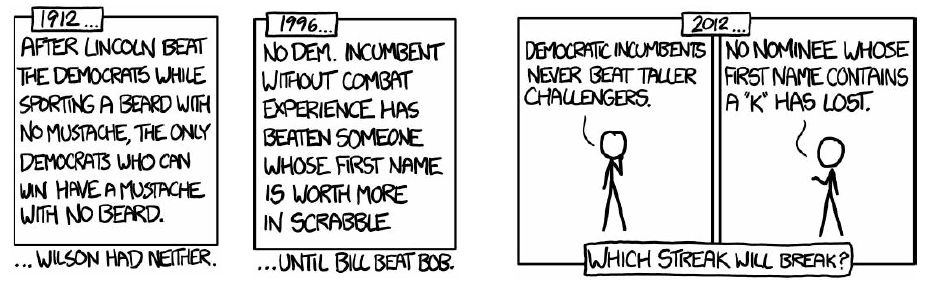 1912...
AFTER LINCOLN BEAT
THE DEMOCRATS WHILE
SPORTING A BEARD WITH
NO MUSTACHE, THE ONLY
DEMOCRATS WHO CAN
WIN HAVE A MUSTACHE
WITH NO BEARD.
...WILSON HAD NEITHER.
1996...
NO DEM. INCUMBENT
WITHOUT COMBAT
EXPERIENCE HAS
BEATEN SOMEONE
WHOSE FIRST NAME
IS WORTH MORE
IN SCRABBLE
...UNTIL BILL BEAT BOB.
2012...
DEMOCRATIC INCUMBENTS
NEVER BEAT TALLER
CHALLENGERS.
NO NOMINEE WHOSE
FIRST NAME CONTAINS
A "K" HAS LOST.
WHICH STREAK WILL BREAK?